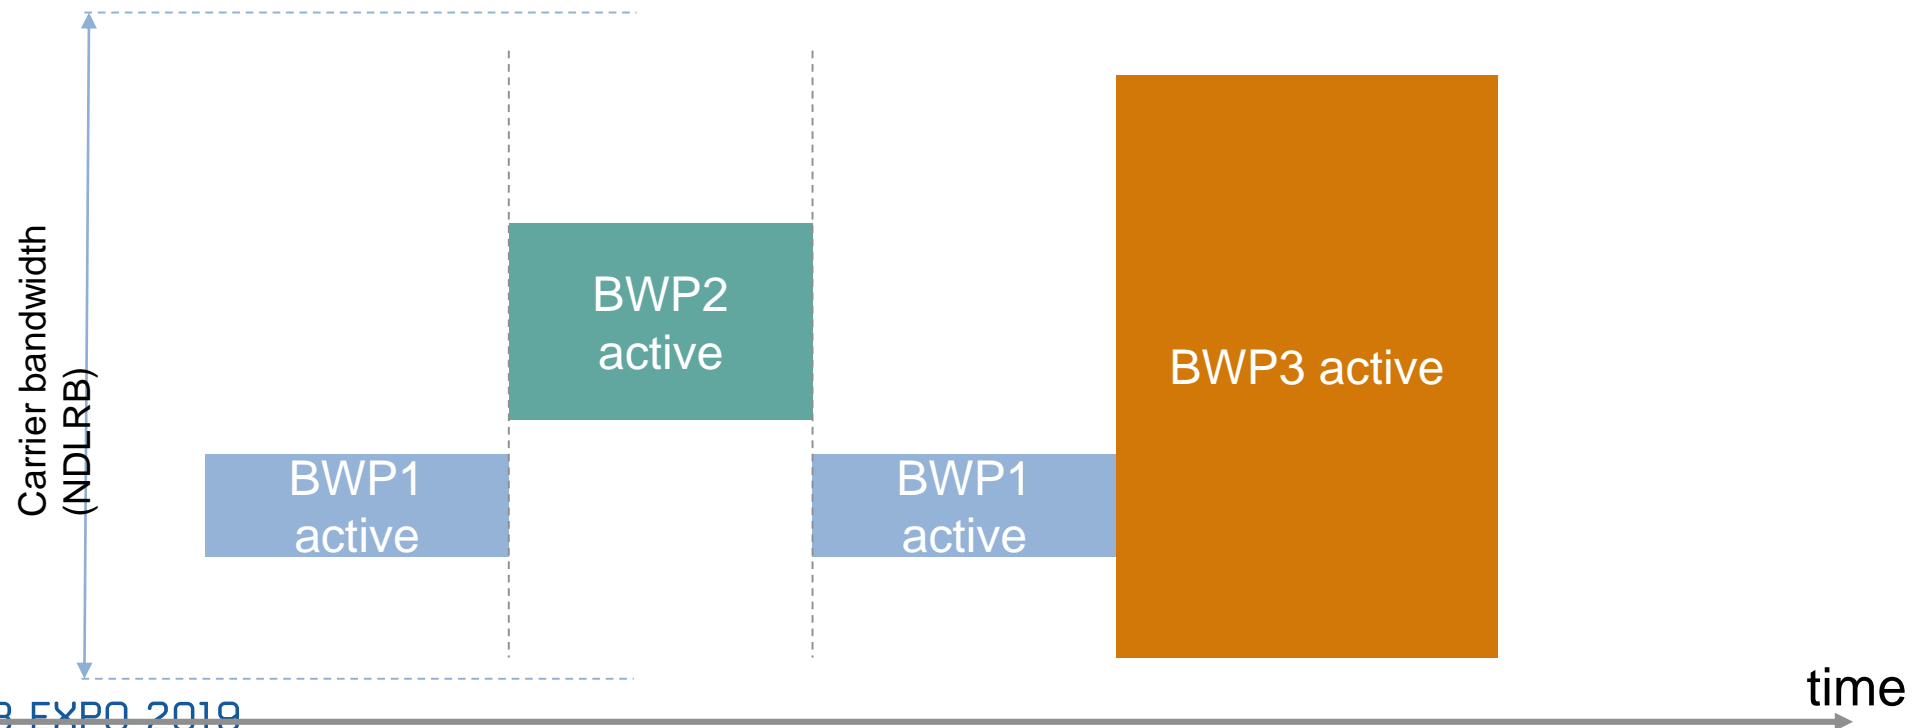 Carrier bandwidth
(NDLRB)
BWP1
active
BWP2
active
BWP1
active
BWP3 active
time
EXPO 2019